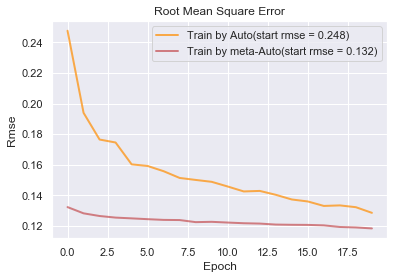 Root Mean Square Error
Train by Auto(start rmse = 0.248)
Train by meta-Auto(start rmse = 0.132)
Rmse
0.24
0.22
0.20
0.18
0.16
0.14
0.12
0.0 2.5 5.0 7.5 10.0 12.5 15.0 17.5
Epoch